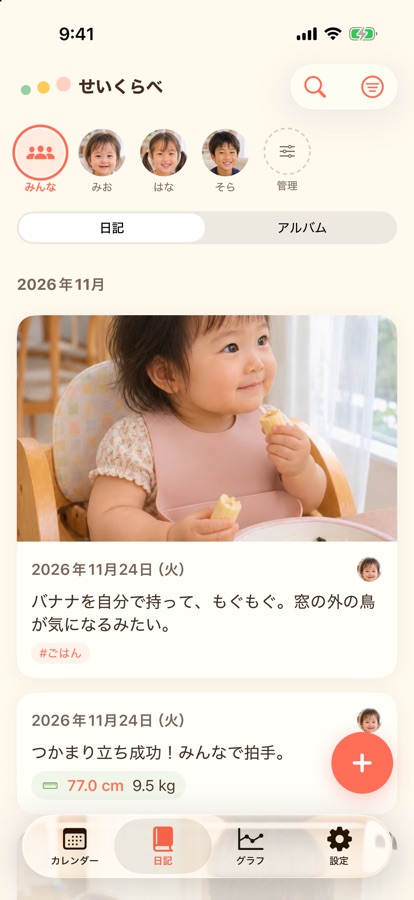 9:41
せいくらべ
みんな
みお
はな
そら
管理
日記
アルバム
2026年11月
2026年11月24日 (火)
バナナを自分で持って、もぐもぐ。窓の外の鳥
が気になるみたい。
#ごはん
2026年11月24日 (火)
つかまり立ち成功！みんなで拍手。
77.0 cm 9.5 kg
カレンダー
日記
グラフ
設定